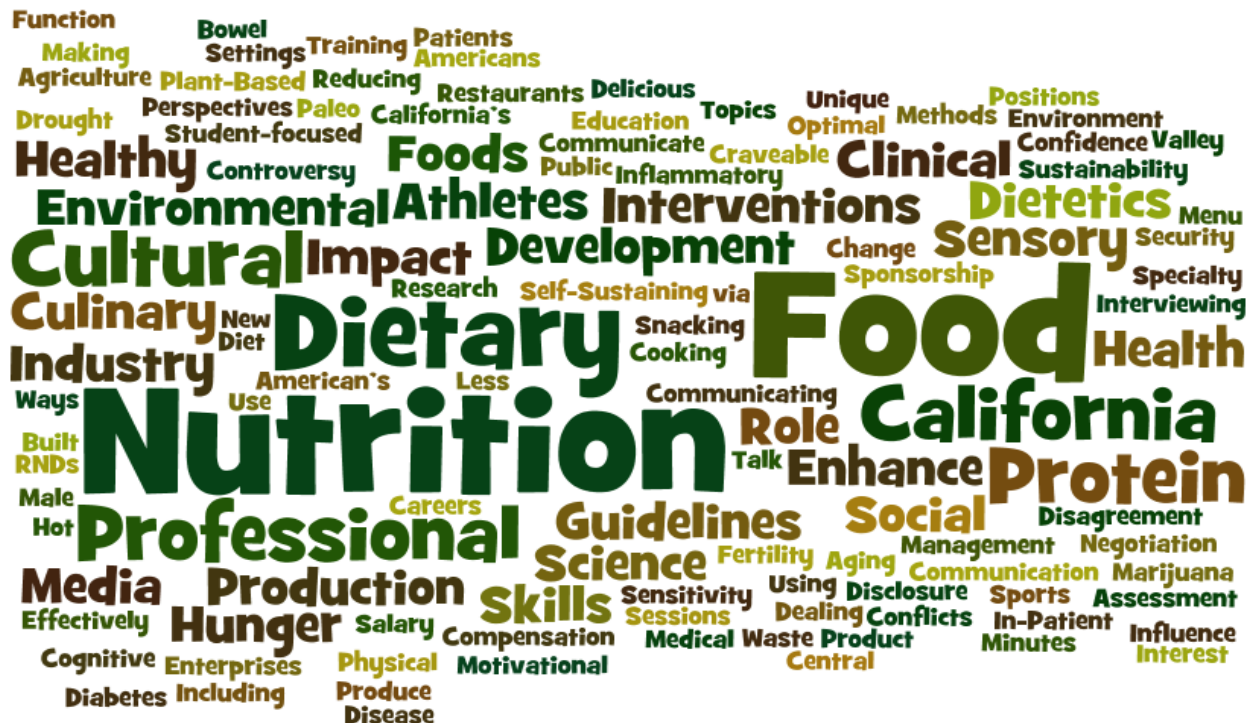 Function
Bowel
Making
Settings Training Patients
Americans
Agriculture Plant-Based Reducing
Restaurants Delicious
Drought Perspectives Paleo California's
Topics Unique Methods Positions
Student-focused
Education Optimal Environment
Healthy Controversy Foods Communicate
Public Inflammatory Craveable Clinical Confidence Valley
Sustainability
Environmental Athletes Interventions Dietetics Menu
Cultural Impact Development Change Sensory Security
Research Self-Sustaining via Sponsorship Specialty
Culinary New Dietary Snacking Food Interviewing
Diet Cooking Health
Industry American's Less
Ways Use Nutrition Communicating California
Built Role
RNDs Talk Enhance Protein
Male Careers
Hot Professional Guidelines Social Disagreement
Science Fertility Aging Management Negotiation
Media Production Communication Marijuana
Skills Sensitivity Using Disclosure Sports Assessment
Effectively Hunger Salary Sessions Dealing Conflicts In-Patient
Compensation Medical Waste Product Minutes Influence
Cognitive Enterprises Physical Motivational Central Interest
Diabetes Including Produce
Disease